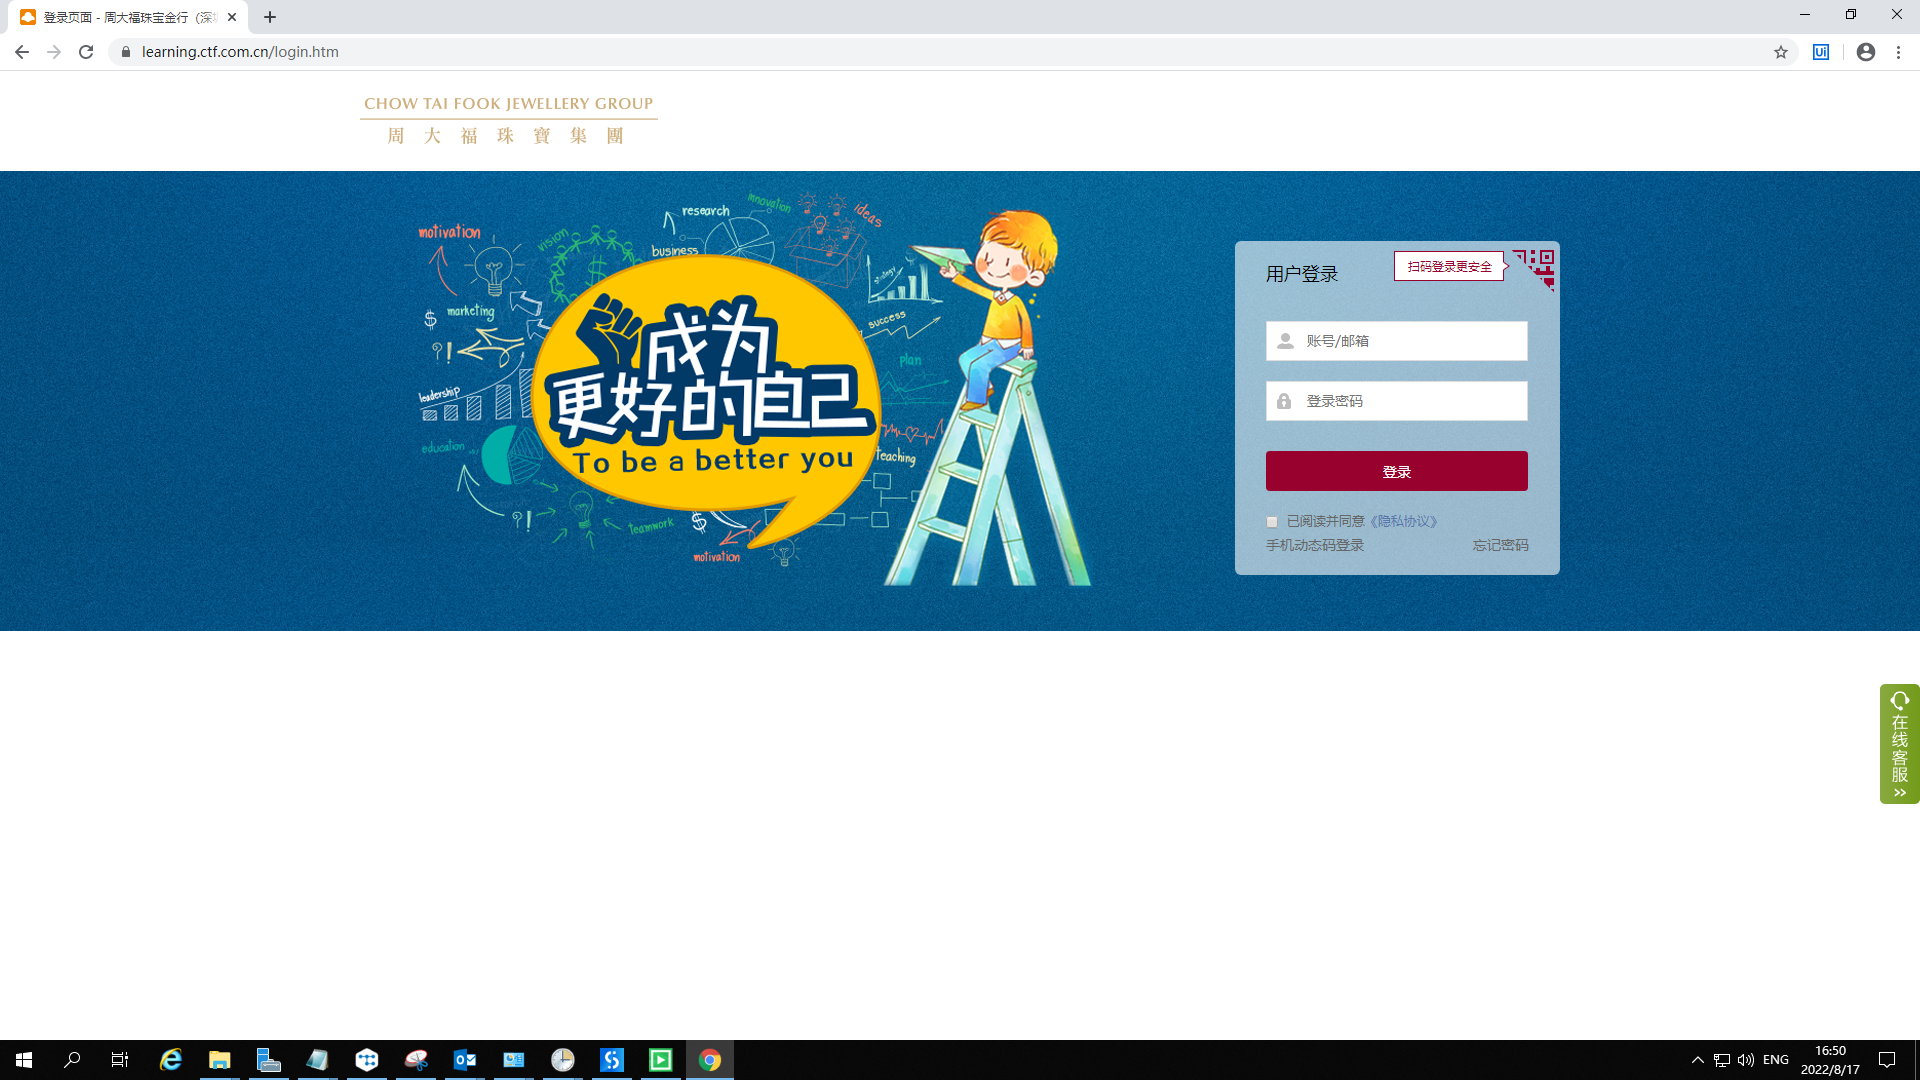 登录页面 - 周大福珠宝金行（深圳
learning.ctf.com.cn/login.htm
CHOW TAI FOOK JEWELLERY GROUP
周大福珠寶集團
motivation
vision
research
innovation
ideas
business
strategy
marketing
success
plan
$
?!
leadership
成为
更好的自己
To be a better you
education
teaching
?!
teamwork
$
motivation
用户登录
扫码登录更安全
账号/邮箱
登录密码
登录
已阅读并同意《隐私协议》
手机动态码登录
忘记密码
在线客服
>>
ENG
16:50
2022/8/17